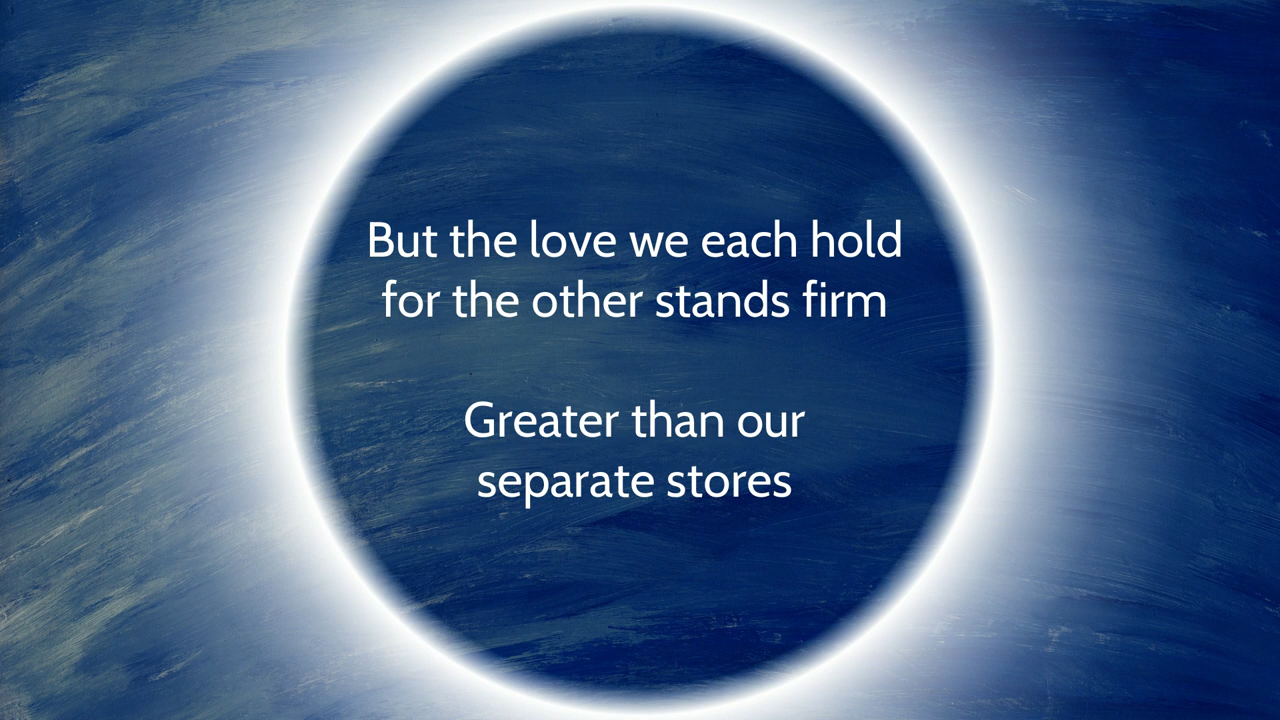 But the love we each hold
for the other stands firm
Greater than our
separate stores